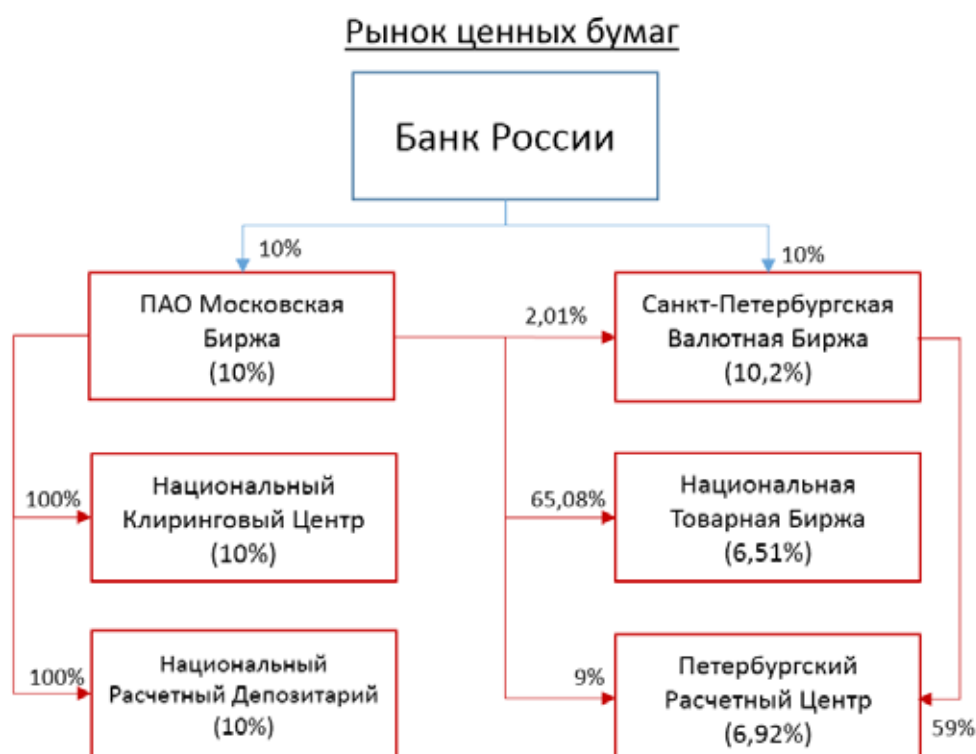 Рынок ценных бумаг
Банк России
10%
10%
ПАО Московская
Биржа
(10%)
2,01%
Санкт-Петербургская
Валютная Биржа
(10,2%)
100%
Национальный
Клиринговый Центр
(10%)
65,08%
Национальная
Товарная Биржа
(6,51%)
100%
Национальный
Расчетный Депозитарий
(10%)
9%
Петербургский
Расчетный Центр
(6,92%)
59%